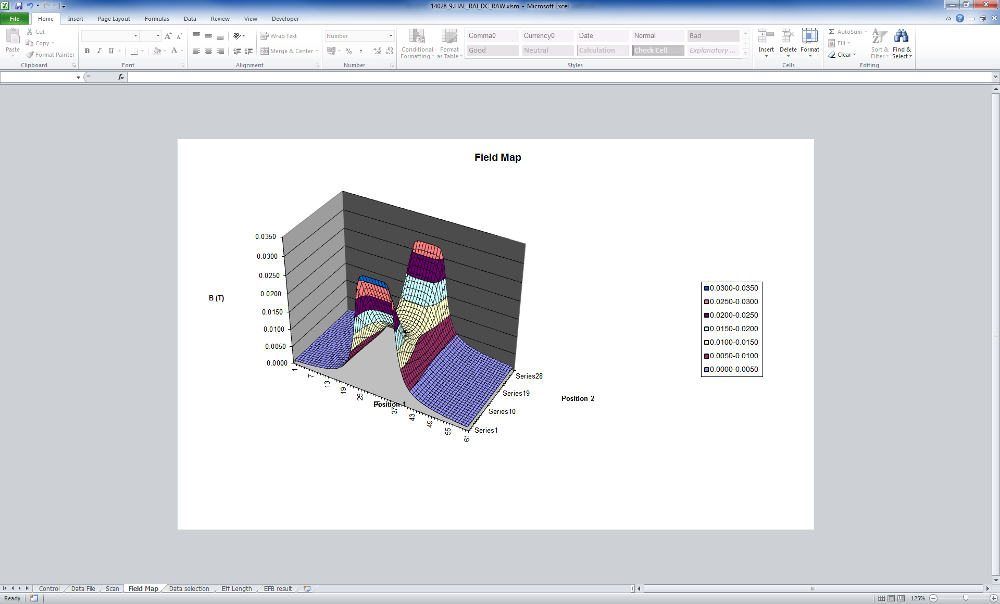 14028_9.HAL_RAI_DC_RAW.xlsm - Microsoft Excel
File Home Insert Page Layout Formulas Data Review View Developer
Paste
Cut
Copy
Format Painter
Clipboard
B I U
Font
Wrap Text
Merge & Center
Alignment
Number
% ,
Number
Conditional Formatting
Format as Table
Comma0 Currency0 Date Normal Bad
Good Neutral Calculation Check Cell Explanatory ...
Styles
Insert Delete Format
Cells
Σ AutoSum
Fill
Clear
Sort & Filter
Find & Select
Editing
fx
Field Map
B (T)
0.0350
0.0300
0.0250
0.0200
0.0150
0.0100
0.0050
0.0000
1
7
13
19
25
37
43
49
55
61
Position 1
Series28
Series19
Series10
Series1
Position 2
0.0300-0.0350
0.0250-0.0300
0.0200-0.0250
0.0150-0.0200
0.0100-0.0150
0.0050-0.0100
0.0000-0.0050
Control Data File Scan Field Map Data selection Eff Length EFB result
Ready
125%